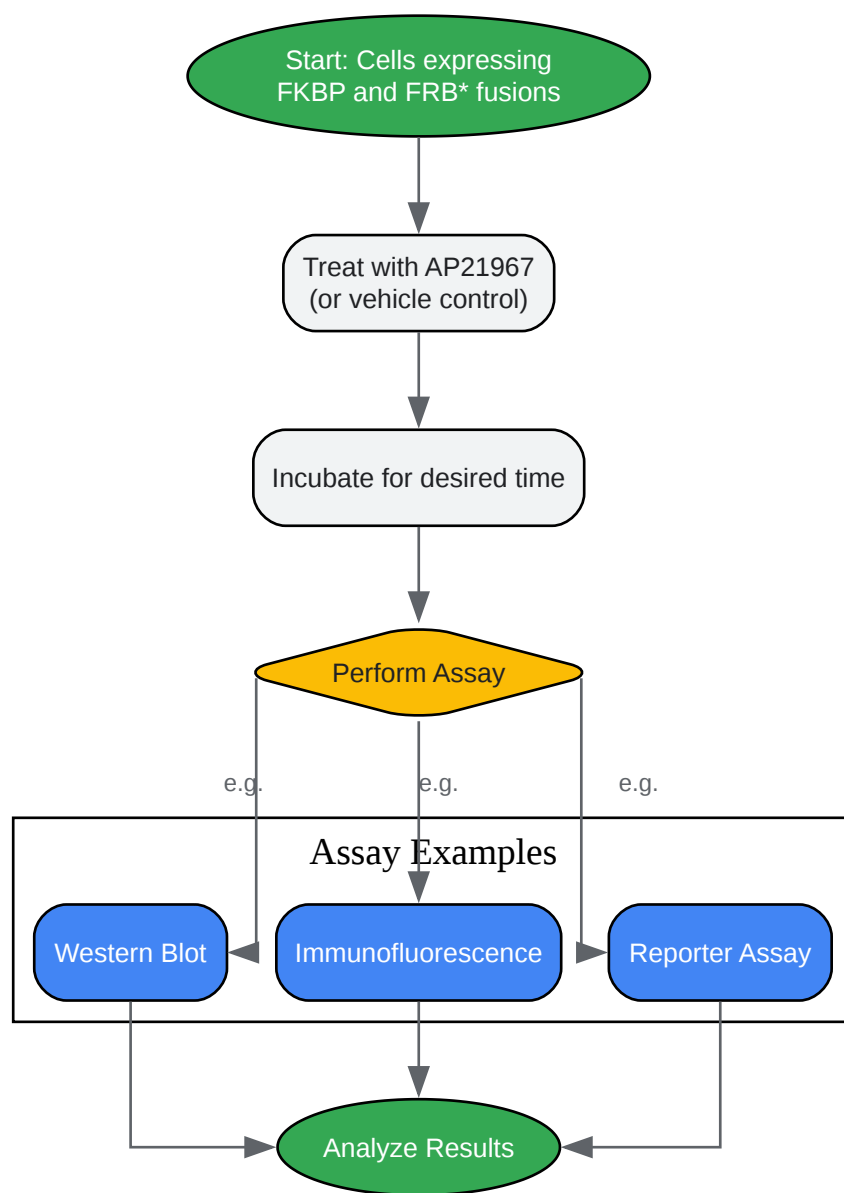 Start: Cells expressing
FKBP and FRB* fusions
Treat with AP21967
(or vehicle control)
Incubate for desired time
Perform Assay
e.g.
e.g.
e.g.
Assay Examples
Western Blot
Immunofluorescence
Reporter Assay
Analyze Results